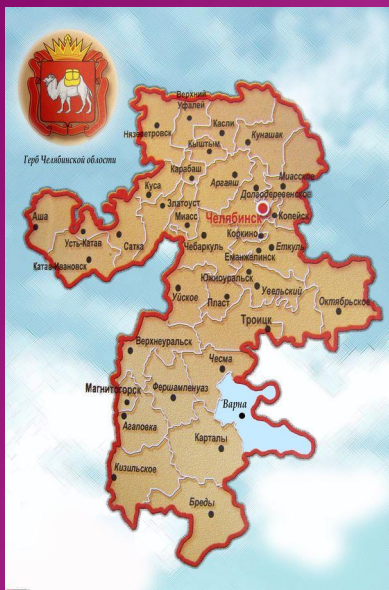 Герб Челябинской области
Верхний
Уфалей
Нязепетровск
Касли
Кунашак
Кыштым
Карабаш
Аргаяш
Миасское
Долгодеревенское
Куса
Златоуст
Челябинск
Копейск
Миасс
Аша
Усть-Катав
Сатка
Чебаркуль
Коркино
Еткуль
Катав-Ивановск
Еманжелинск
Южноуральск
Уйское
Пласт
Увельский
Октябрьское
Троицк
Верхнеуральск
Чесма
Магнитогорск
Фершампенуаз
Варна
Агаповка
Карталы
Кизильское
Бреды